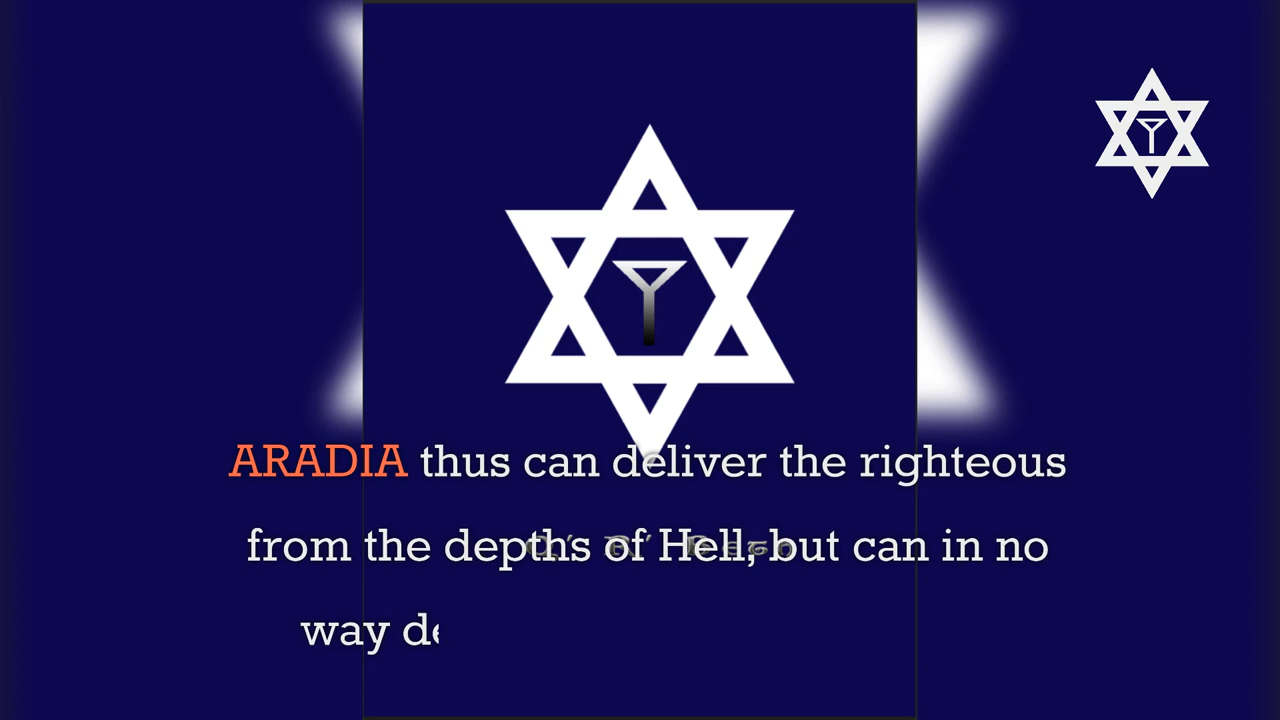 ARADIA thus can deliver the righteous
from the depths of Hell, but can in no
way de